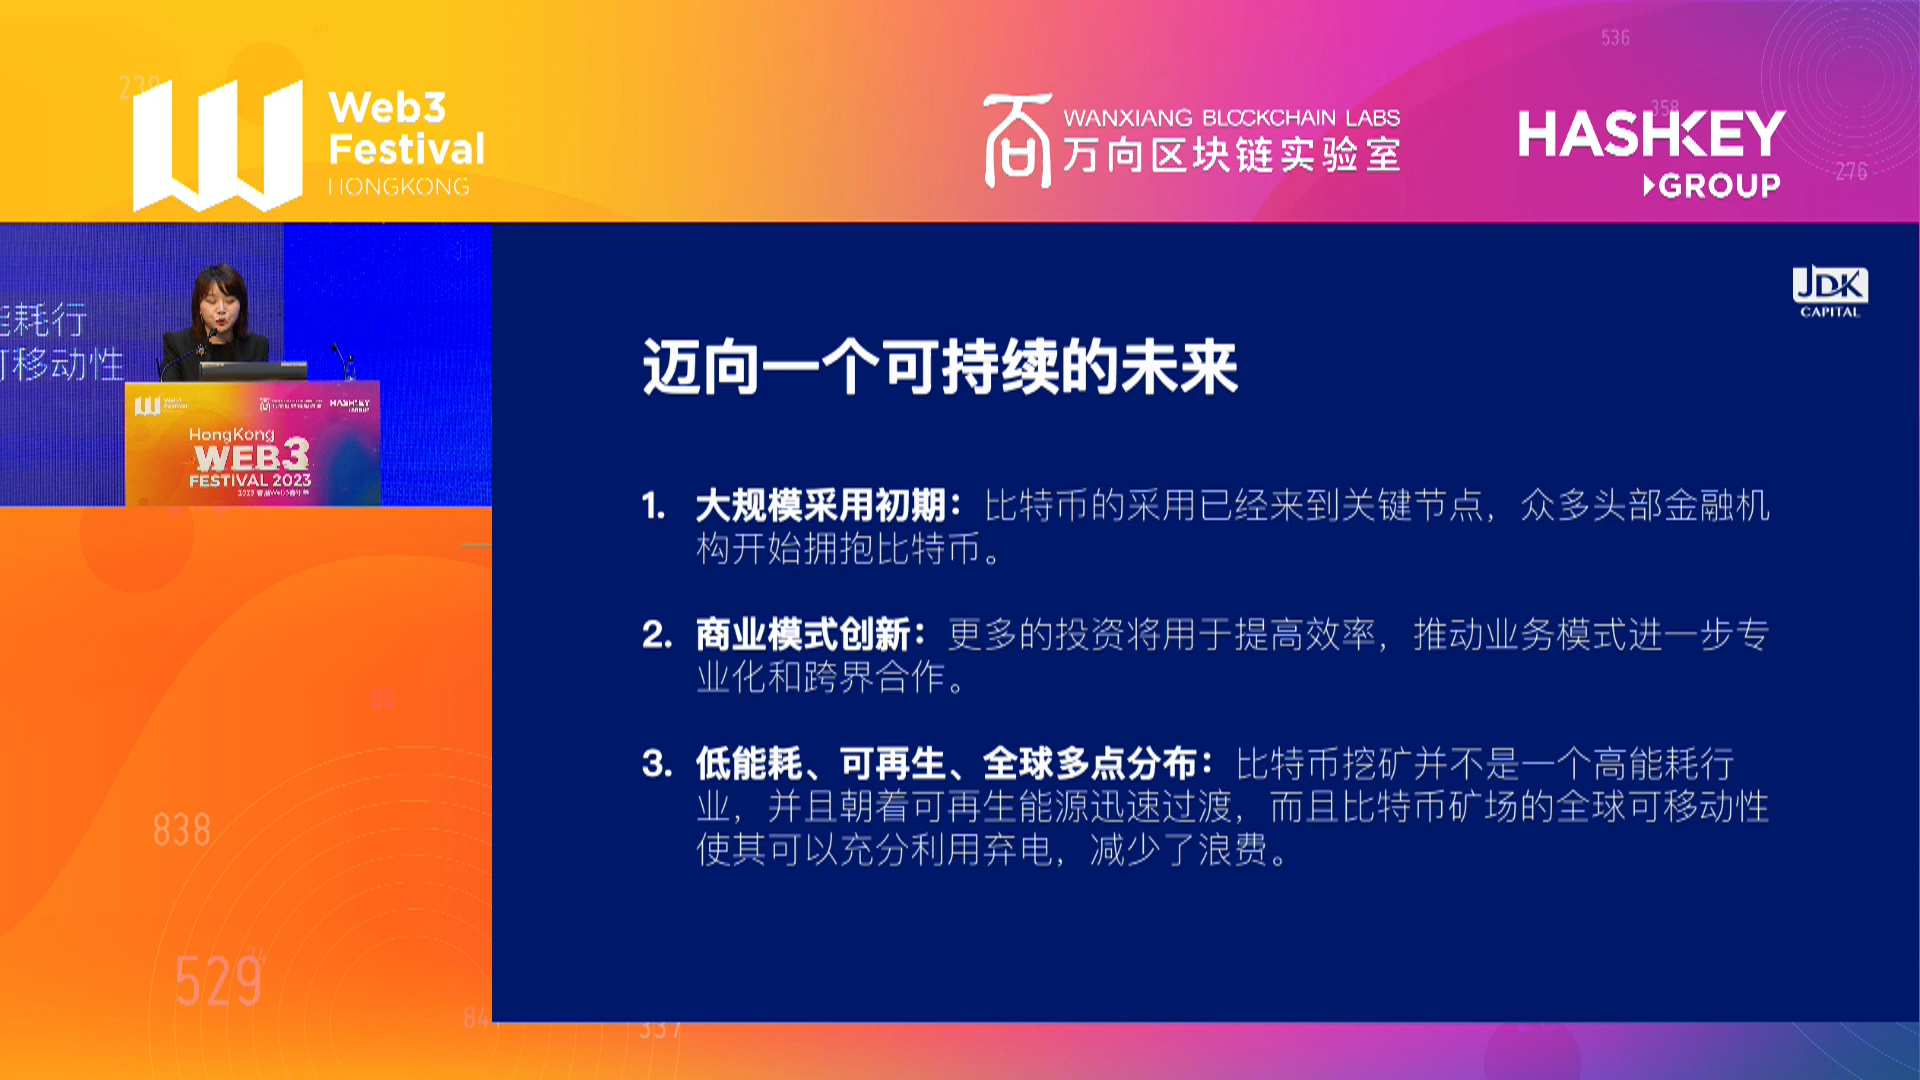 Web3
Festival
HONGKONG
WANXIANG BLOCKCHAIN LABS
万向区块链实验室
HASHKEY
GROUP
536
358
276
230
能耗行
可移动性
HongKong
WEB3
FESTIVAL 2023
JDK
CAPITAL
迈向一个可持续的未来
1. 大规模采用初期：比特币的采用已经来到关键节点，众多头部金融机
构开始拥抱比特币。
2. 商业模式创新：更多的投资将用于提高效率，推动业务模式进一步专
业化和跨界合作。
3. 低能耗、可再生、全球多点分布：比特币挖矿并不是一个高能耗行
业，并且朝着可再生能源迅速过渡，而且比特币矿场的全球可移动性
使其可以充分利用弃电，减少了浪费。
90
838
529
84
337